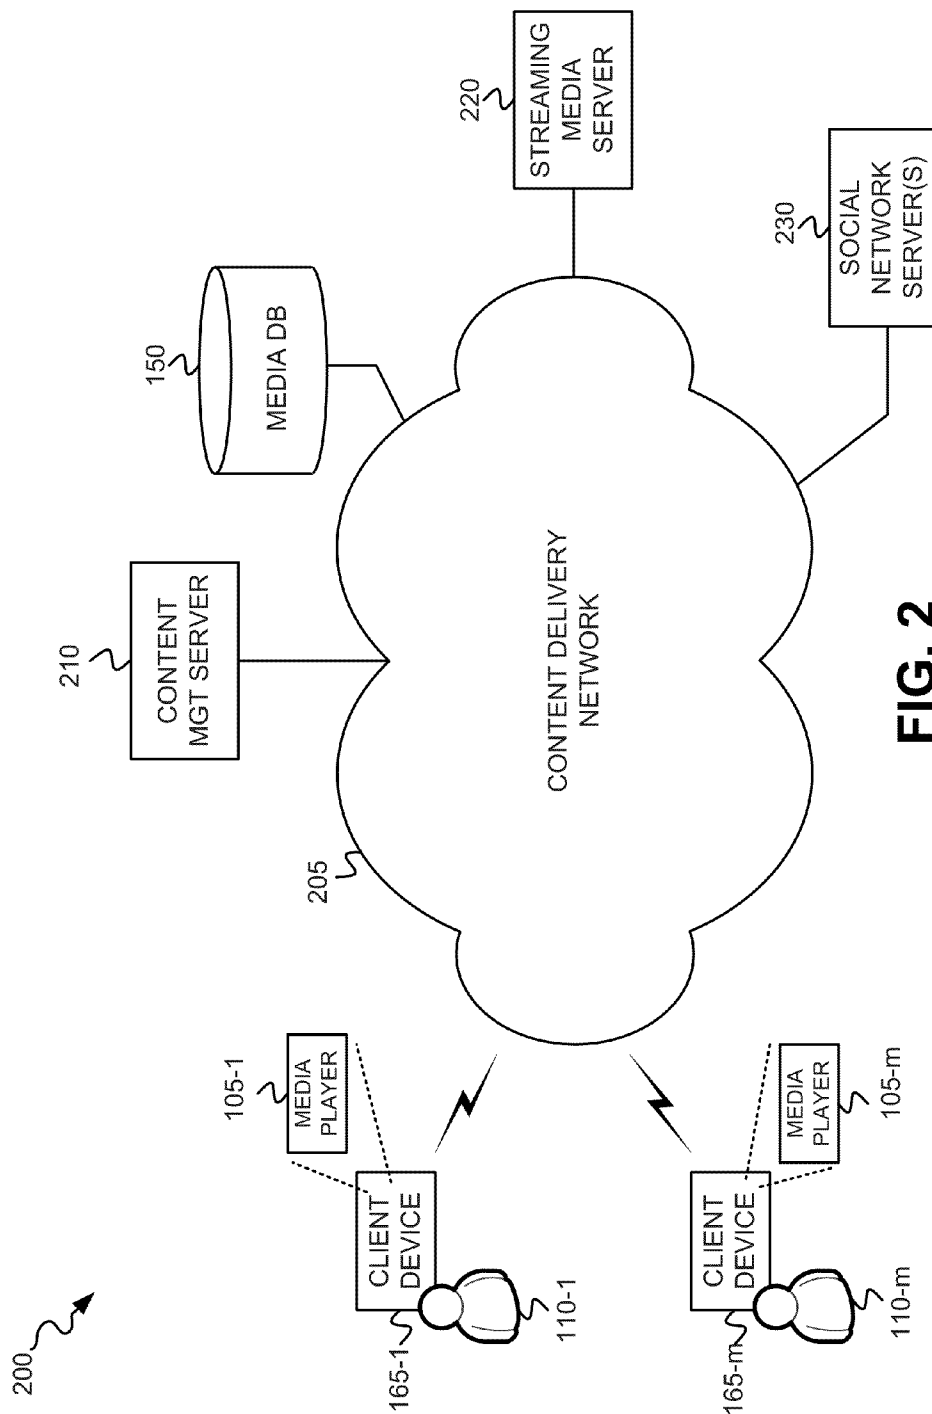 200
210
CONTENT
MGT SERVER
150
MEDIA DB
220
STREAMING
MEDIA
SERVER
205
CONTENT DELIVERY
NETWORK
230
SOCIAL
NETWORK
SERVER(S)
105-1
MEDIA
PLAYER
CLIENT
DEVICE
165-1
110-1
CLIENT
DEVICE
MEDIA
PLAYER
105-m
165-m
110-m
FIG. 2